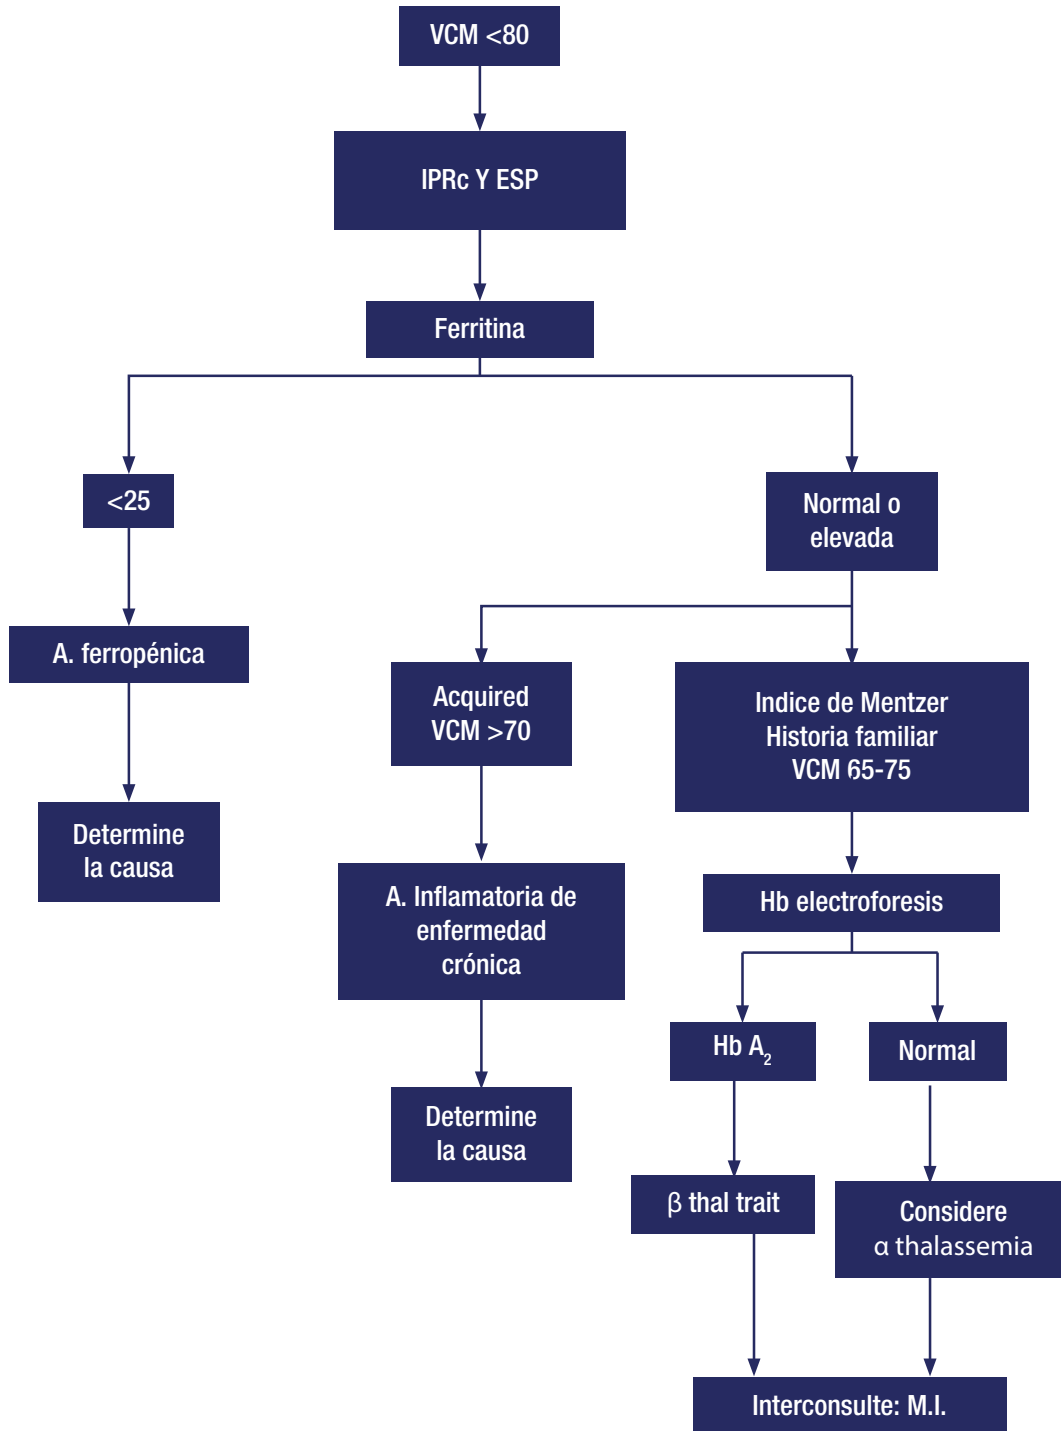 VCM <80
IPRc Y ESP
Ferritina
<25
Normal o
elevada
A. ferropénica
Acquired
VCM >70
Indice de Mentzer
Historia familiar
VCM 65-75
Determine
la causa
A. Inflamatoria de
enfermedad
crónica
Hb electroforesis
Hb A₂
Normal
Determine
la causa
β thal trait
Considere
α thalassemia
Interconsulte: M.I.